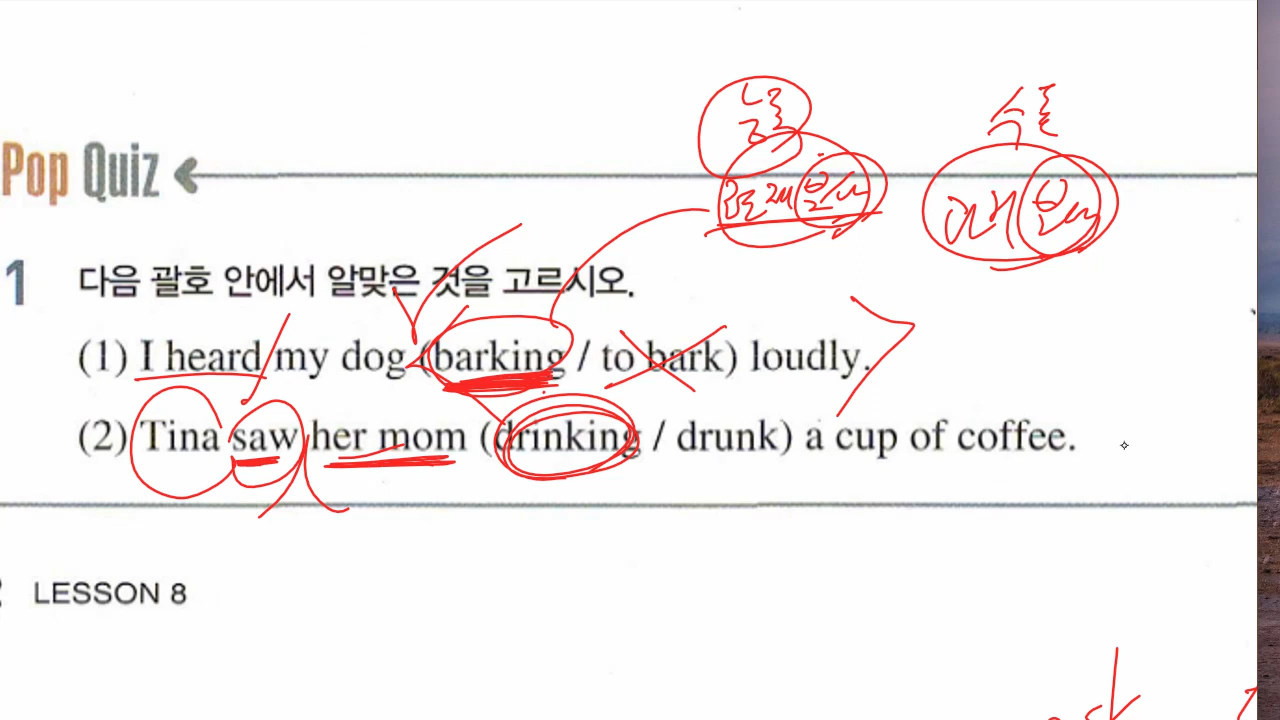 능동
수동
현재분사
과거분사
Pop Quiz
1 다음 괄호 안에서 알맞은 것을 고르시오.
(1) I heard my dog (barking / to bark) loudly.
(2) Tina saw her mom (drinking / drunk) a cup of coffee.
LESSON 8